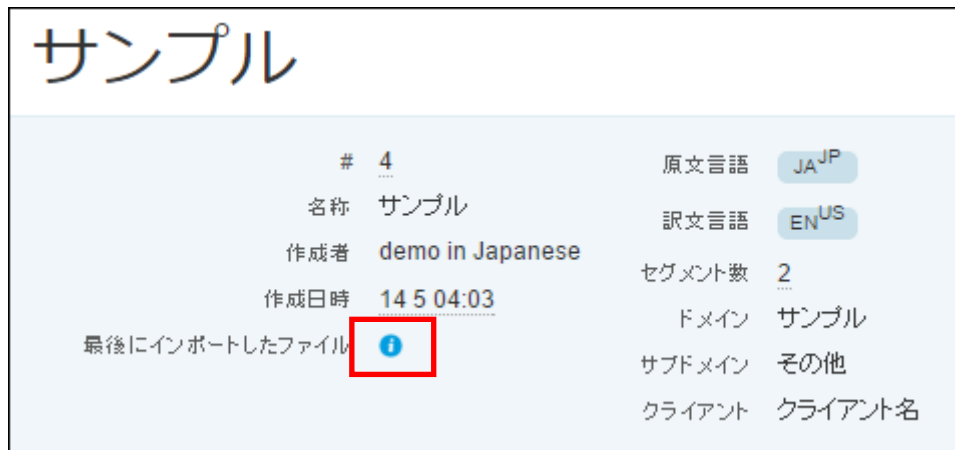 サンプル
# 4
名称 サンプル
作成者 demo in Japanese
作成日時 14 5 04:03
最後にインポートしたファイル
原文言語 JA JP
訳文言語 EN US
セグメント数 2
ドメイン サンプル
サブドメイン その他
クライアント クライアント名